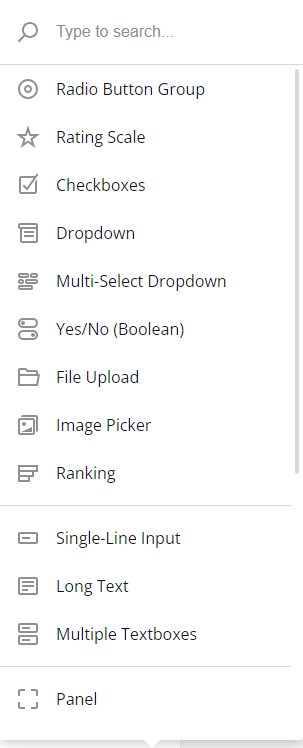 Type to search...
Radio Button Group
Rating Scale
Checkboxes
Dropdown
Multi-Select Dropdown
Yes/No (Boolean)
File Upload
Image Picker
Ranking
Single-Line Input
Long Text
Multiple Textboxes
Panel